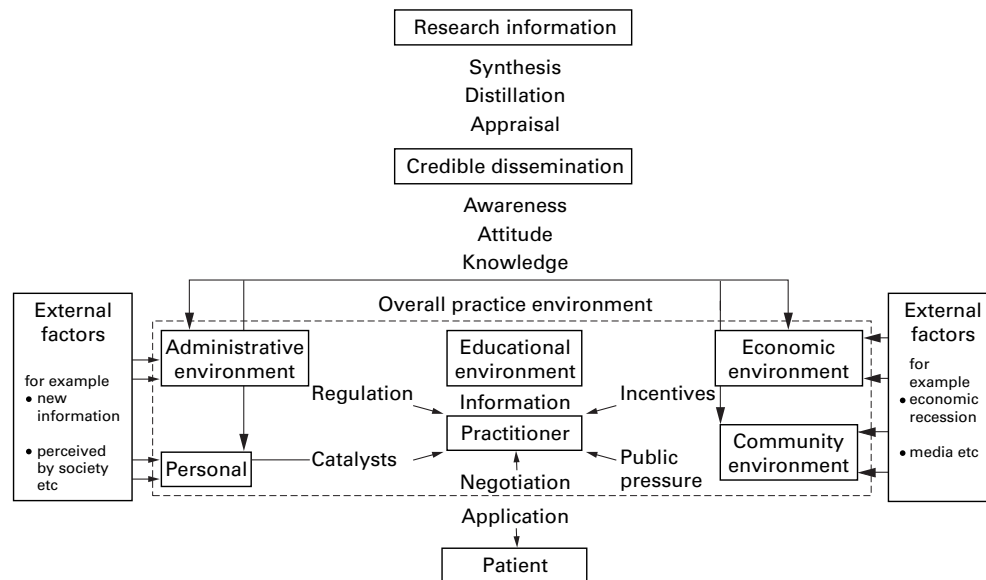 Research information
Synthesis
Distillation
Appraisal
Credible dissemination
Awareness
Attitude
Knowledge
Overall practice environment
External
factors
for example
• new
information
• perceived
by society
etc
Administrative
environment
Educational
environment
Economic
environment
Regulation
Information
Incentives
Practitioner
Personal
Catalysts
Negotiation
Public
pressure
Community
environment
External
factors
for
example
• economic
recession
• media etc
Application
Patient